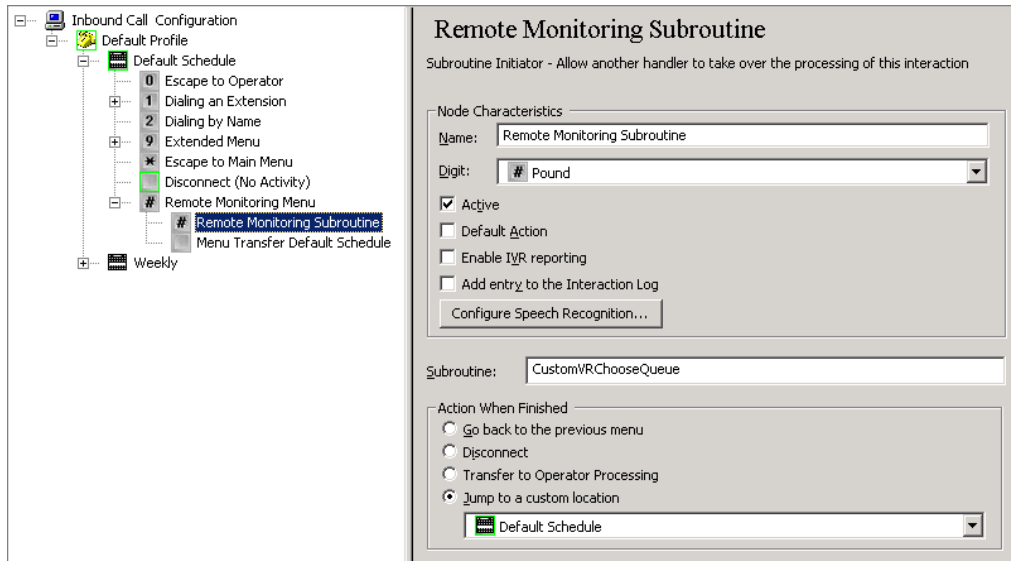 Inbound Call Configuration
Default Profile
Default Schedule
0 Escape to Operator
1 Dialing an Extension
2 Dialing by Name
9 Extended Menu
* Escape to Main Menu
Disconnect (No Activity)
# Remote Monitoring Menu
# Remote Monitoring Subroutine
Menu Transfer Default Schedule
Weekly
Remote Monitoring Subroutine
Subroutine Initiator - Allow another handler to take over the processing of this interaction
Node Characteristics
Name: Remote Monitoring Subroutine
Digit: # Pound
Active
Default Action
Enable IVR reporting
Add entry to the Interaction Log
Configure Speech Recognition...
Subroutine: CustomVRChooseQueue
Action When Finished
Go back to the previous menu
Disconnect
Transfer to Operator Processing
Jump to a custom location
Default Schedule